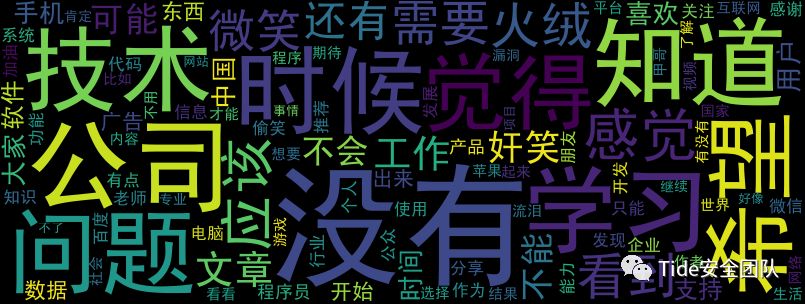 手机 肯定 可能 东西 微笑 还有 需要 火绒 平台 喜欢 关注 互联网 感谢
系统 技术 时候 觉得 知道 了解
加油 比如 代码 网站 中国 程序 期待 漏洞 甲哥 视频 用户
软件 广告 不用 信息 才能 推荐 发展 感觉
大家 功能 内容 公司 事情 偷笑 项目 国家 有没有
知识 有点 老师 专业 应该 想要 不会 工作 产品 奸笑 朋友 希望
个人 苹果 出来 起来 学习 开发 只能 继续 世界 好像 微信
问题 没有 使用 流泪 发现 企业 作者
不了 百度 社会 电脑 游戏 行业 公众 时间 不能 看到 网络
数据 看看 文章 程序员 开始 选择 分享 作为 结果 能力 支持 生活
Tide安全团队